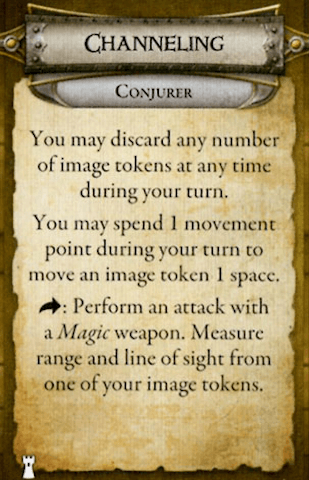 Channeling
Conjurer
You may discard any number
of image tokens at any time
during your turn.
You may spend 1 movement
point during your turn to
move an image token 1 space.
: Perform an attack with
a Magic weapon. Measure
range and line of sight from
one of your image tokens.